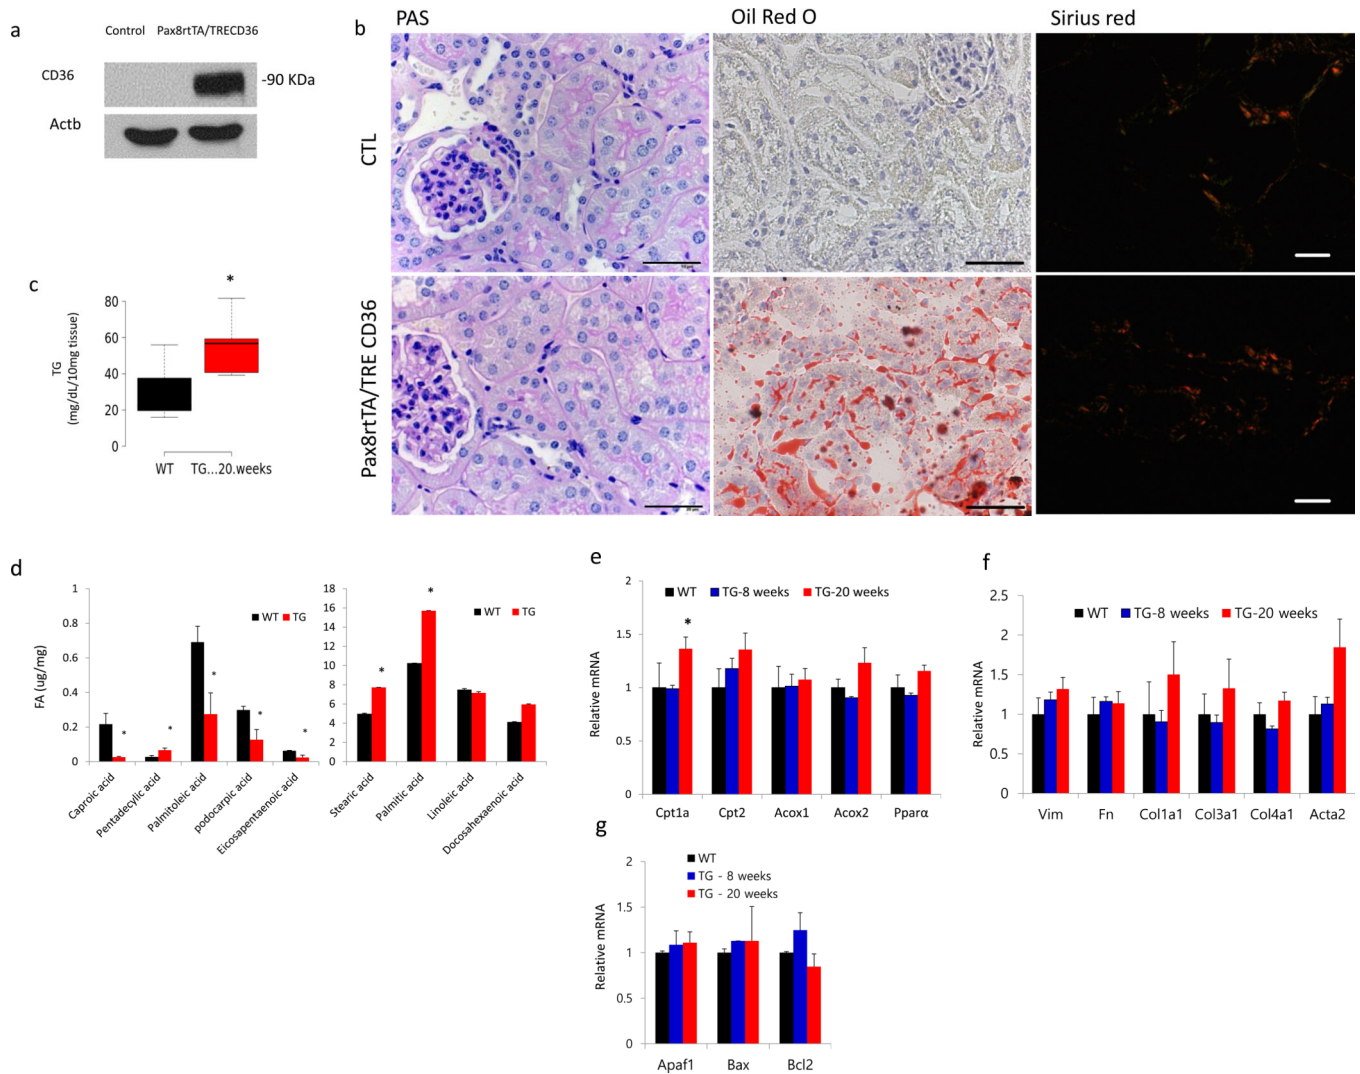 a
Control Pax8rtTA/TRECD36
CD36
-90 KDa
Actb
b
PAS
Oil Red O
Sirius red
CTL
Pax8rtTA/TRE CD36
c
*
TG
(mg/dL/10mg tissue)
80
60
40
20
0
WT
TG...20.weeks
d
FA (ug/mg)
1
0.8
0.6
0.4
0.2
0
WT TG
*
*
*
*
*
Caproic acid
Pentadecylic acid
Palmitoleic acid
podocarpic acid
Eicosapentaenoic acid
18
16
14
12
10
8
6
4
2
0
WT TG
*
*
Stearic acid
Palmitic acid
Linoleic acid
Docosahexaenoic acid
e
Relative mRNA
2
1.5
1
0.5
0
WT TG-8 weeks TG-20 weeks
*
Cpt1a Cpt2 Acox1 Acox2 Pparα
f
Relative mRNA
2.5
2
1.5
1
0.5
0
WT TG-8 weeks TG-20 weeks
Vim Fn Col1a1 Col3a1 Col4a1 Acta2
g
Relative mRNA
2
1.5
1
0.5
0
WT
TG - 8 weeks
TG - 20 weeks
Apaf1 Bax Bcl2